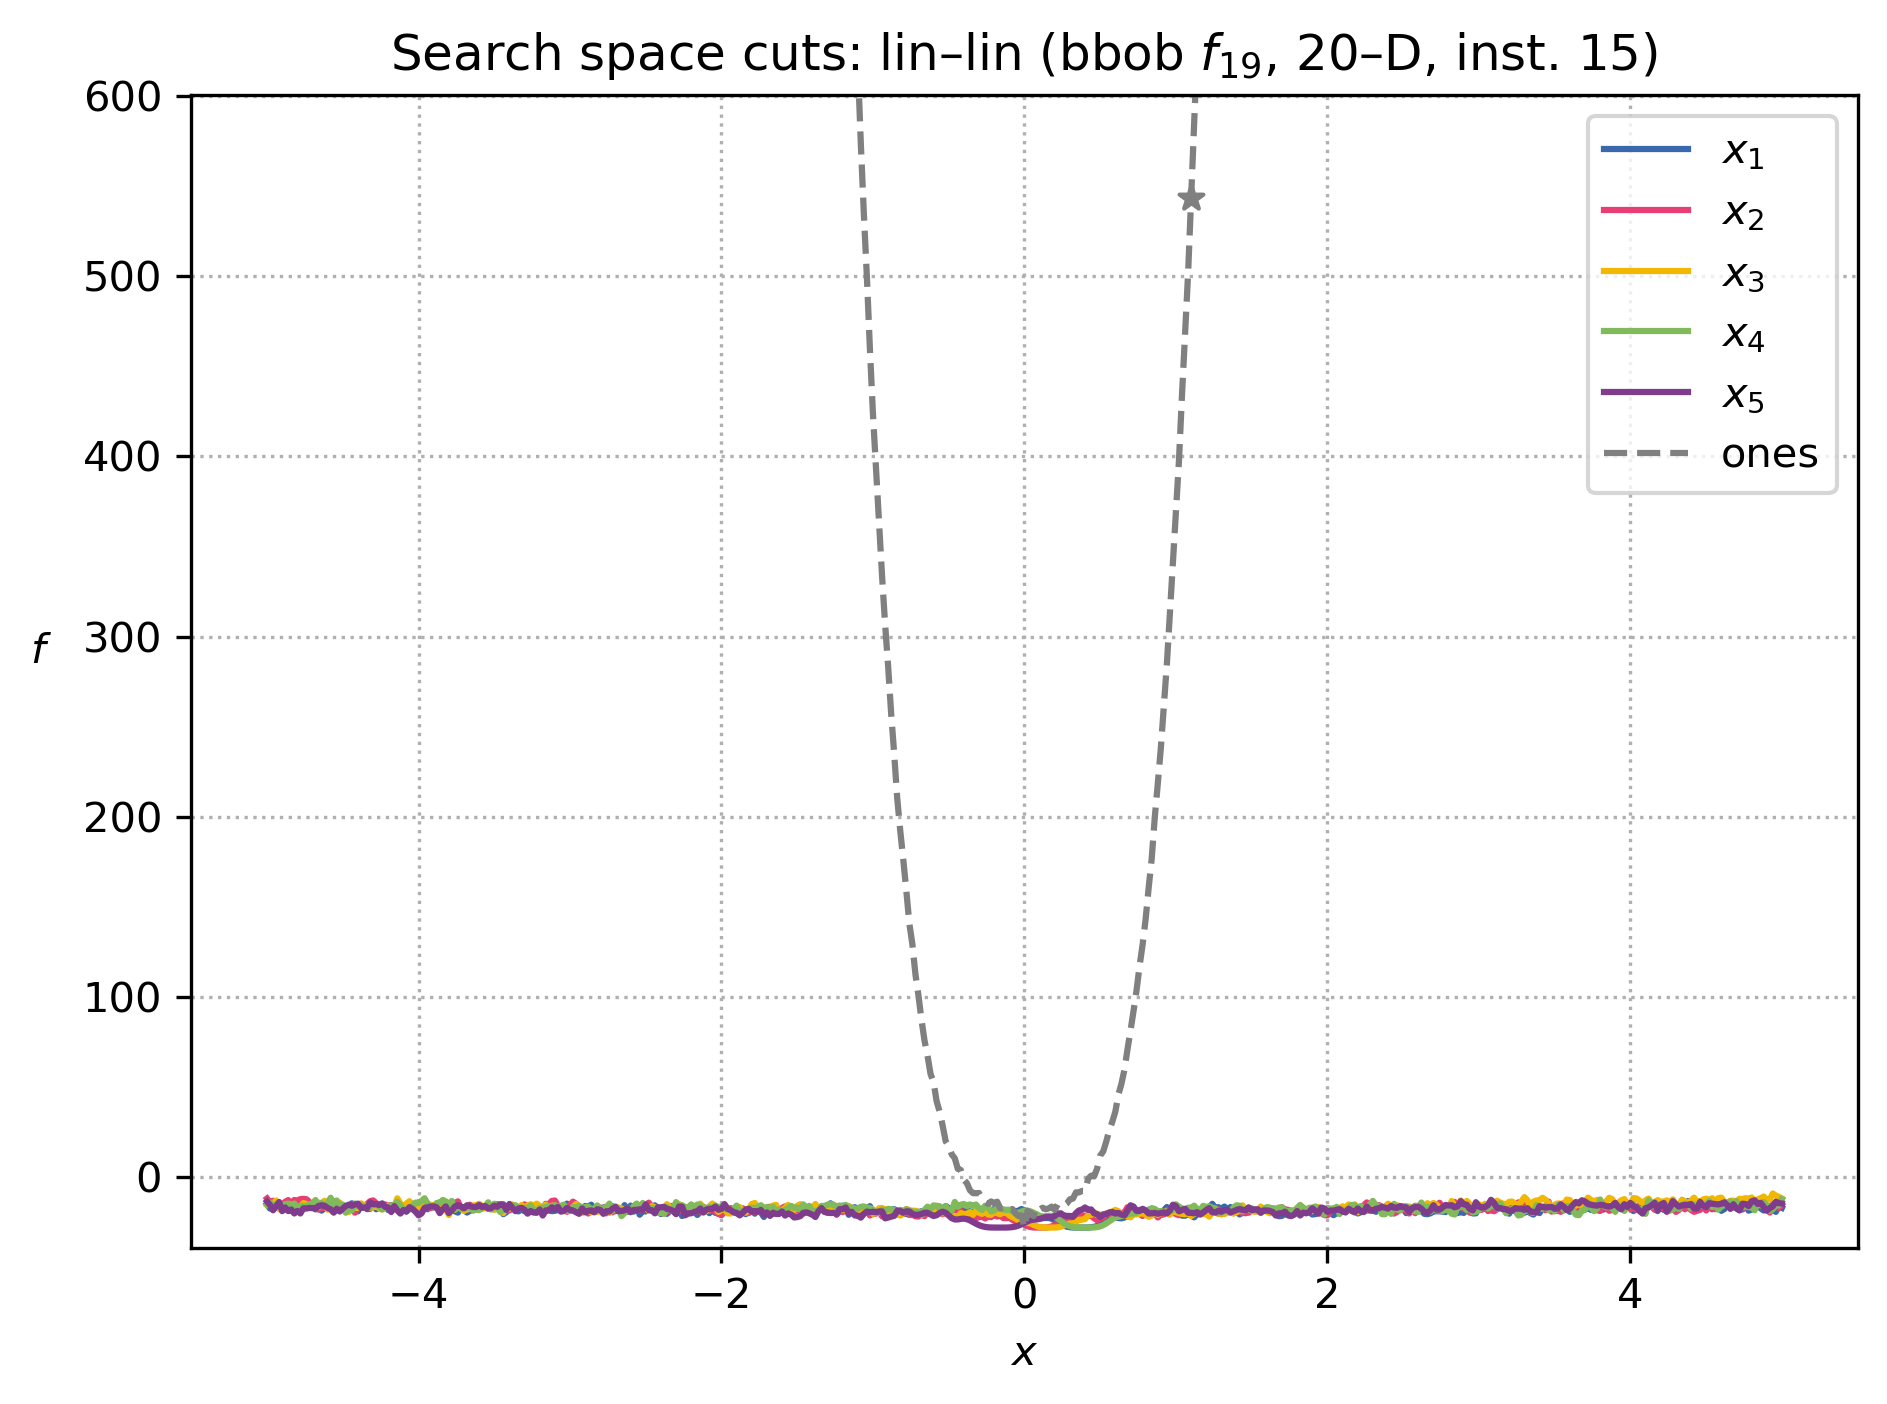 Search space cuts: lin–lin (bbob f₁₉, 20–D, inst. 15)
600
500
400
300
200
100
0
f
−4
−2
0
2
4
x
x₁
x₂
x₃
x₄
x₅
ones